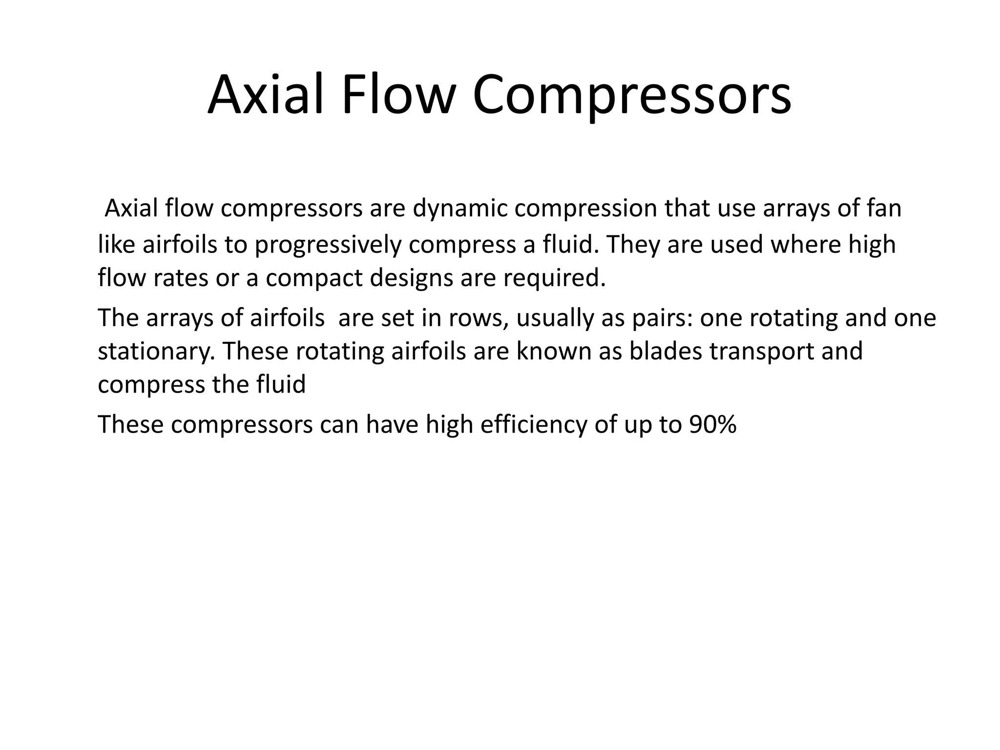 Axial Flow Compressors
Axial flow compressors are dynamic compression that use arrays of fan
like airfoils to progressively compress a fluid. They are used where high
flow rates or a compact designs are required.
The arrays of airfoils  are set in rows, usually as pairs: one rotating and one
stationary. These rotating airfoils are known as blades transport and
compress the fluid
These compressors can have high efficiency of up to 90%